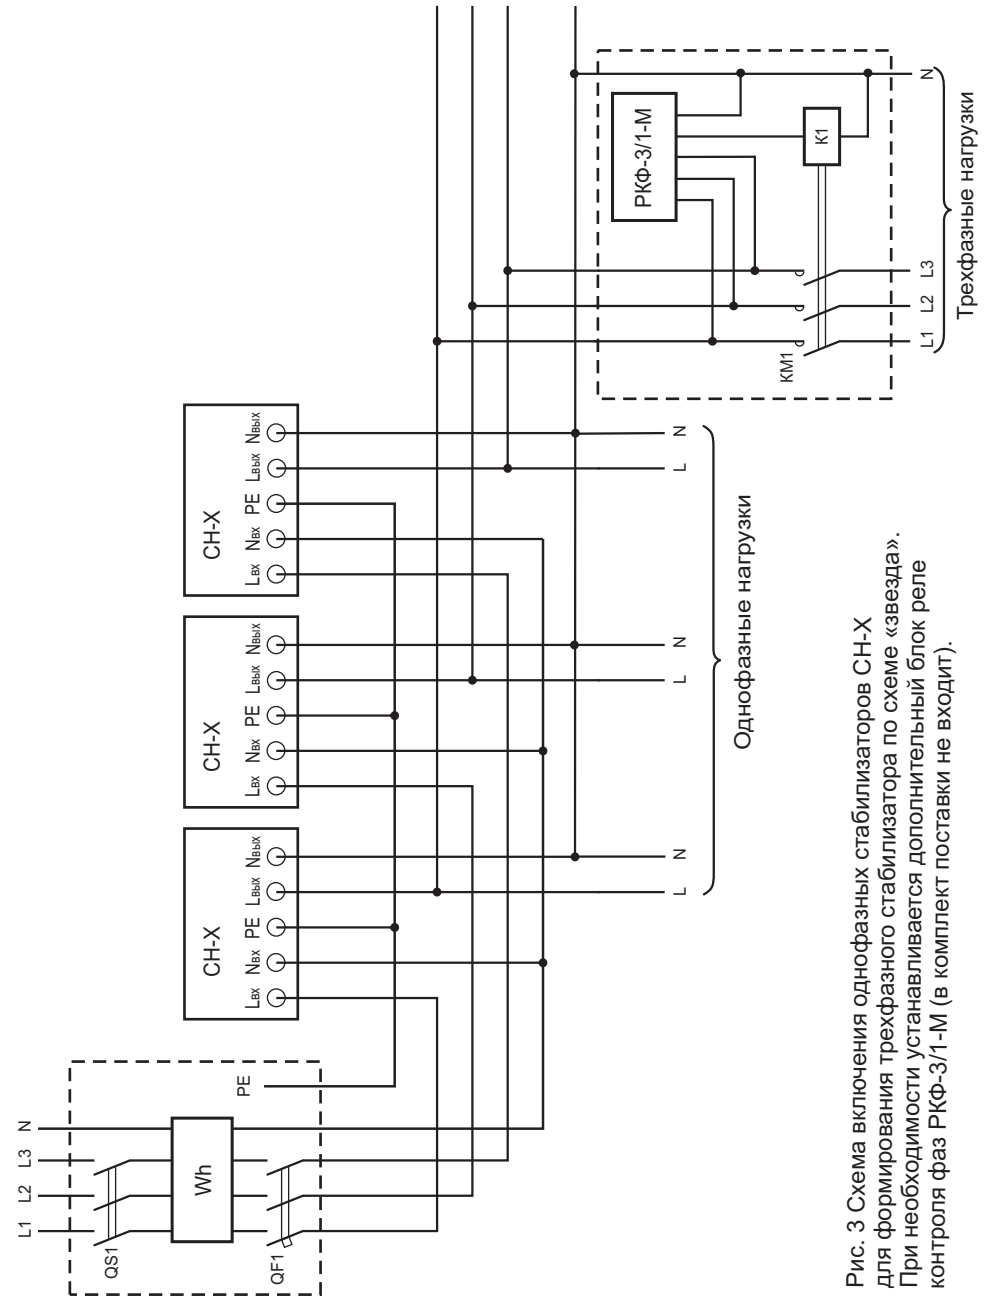 L1
L2
L3
N
QS1
Wh
QF1
PE
СН-Х
Lвх
Nвх
PE
Lвых
Nвых
СН-Х
Lвх
Nвх
PE
Lвых
Nвых
СН-Х
Lвх
Nвх
PE
Lвых
Nвых
L
N
L
N
L
N
Однофазные нагрузки
РКФ-3/1-М
К1
КМ1
L1
L2
L3
N
Трехфазные нагрузки
Рис. 3 Схема включения однофазных стабилизаторов СН-Х
для формирования трехфазного стабилизатора по схеме «звезда».
При необходимости устанавливается дополнительный блок реле
контроля фаз РКФ-3/1-М (в комплект поставки не входит).